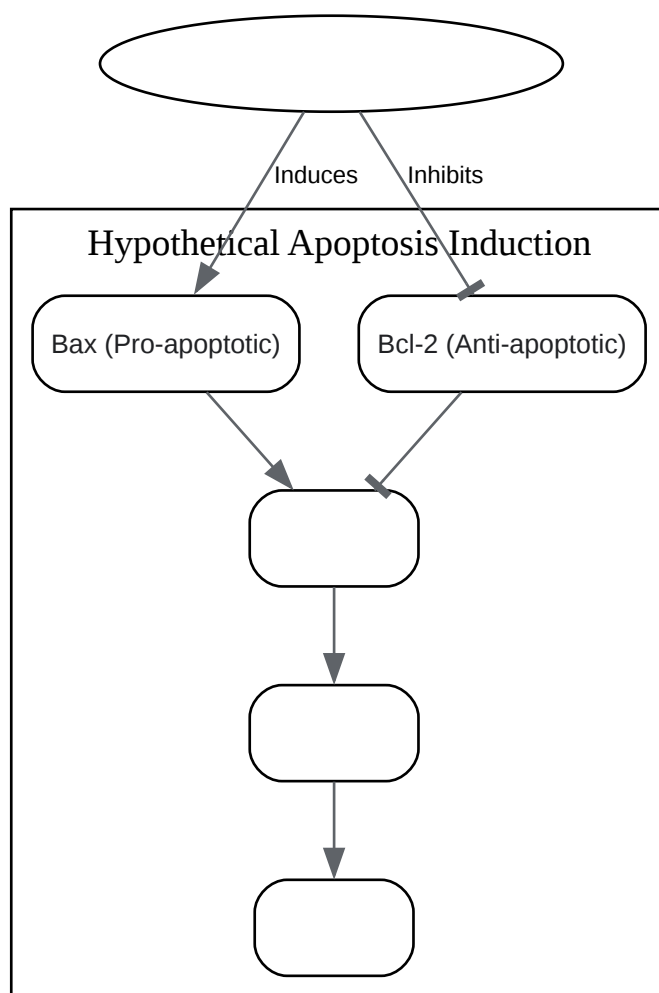 Induces
Inhibits
Hypothetical Apoptosis Induction
Bax (Pro-apoptotic)
Bcl-2 (Anti-apoptotic)